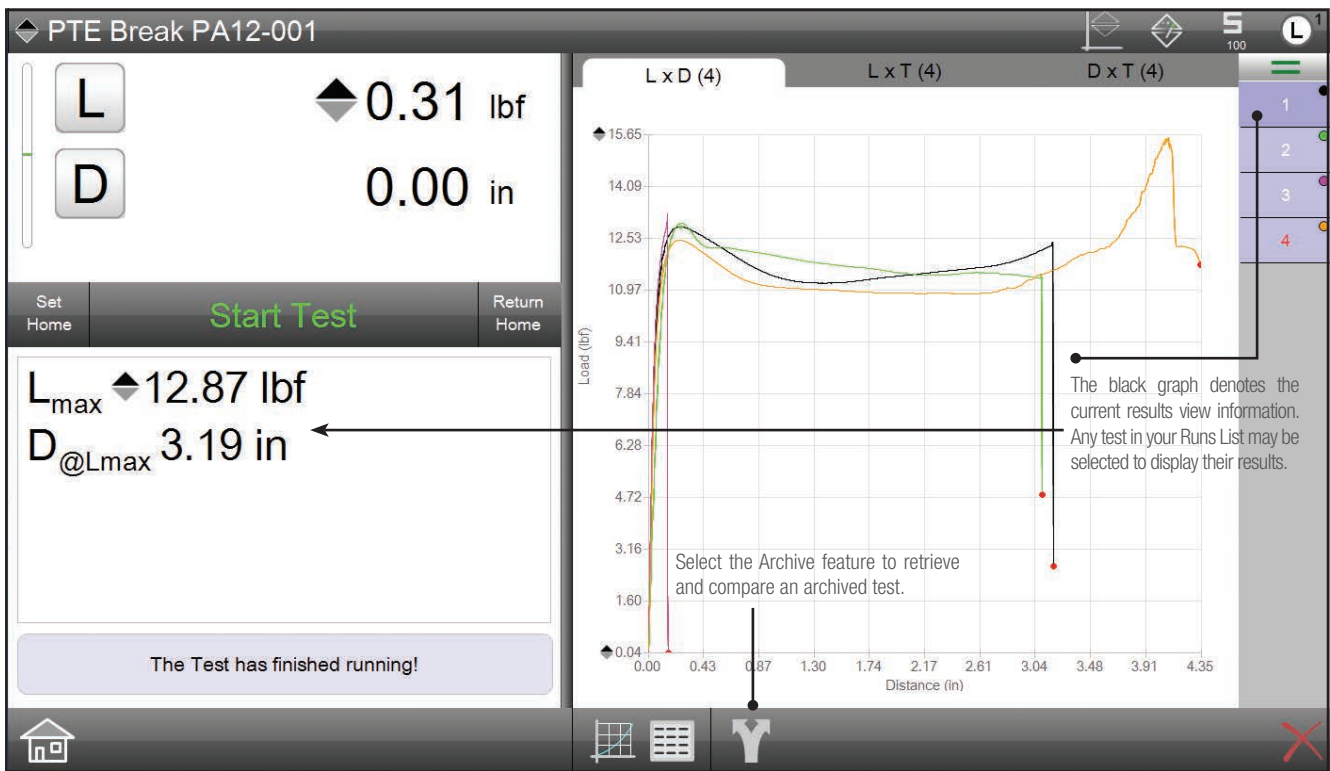 PTE Break PA12-001
5
100
L
1
L
0.31 lbf
D
0.00 in
Set
Home
Start Test
Return
Home
Lmax 12.87 lbf
D@Lmax 3.19 in
The Test has finished running!
L x D (4)
L x T (4)
D x T (4)
1
2
3
4
15.65
14.09
12.53
10.97
9.41
7.84
6.28
4.72
3.16
1.60
0.04
Load (lbf)
0.00 0.43 0.87 1.30 1.74 2.17 2.61 3.04 3.48 3.91 4.35
Distance (in)
The black graph denotes the
current results view information.
Any test in your Runs List may be
selected to display their results.
Select the Archive feature to retrieve
and compare an archived test.